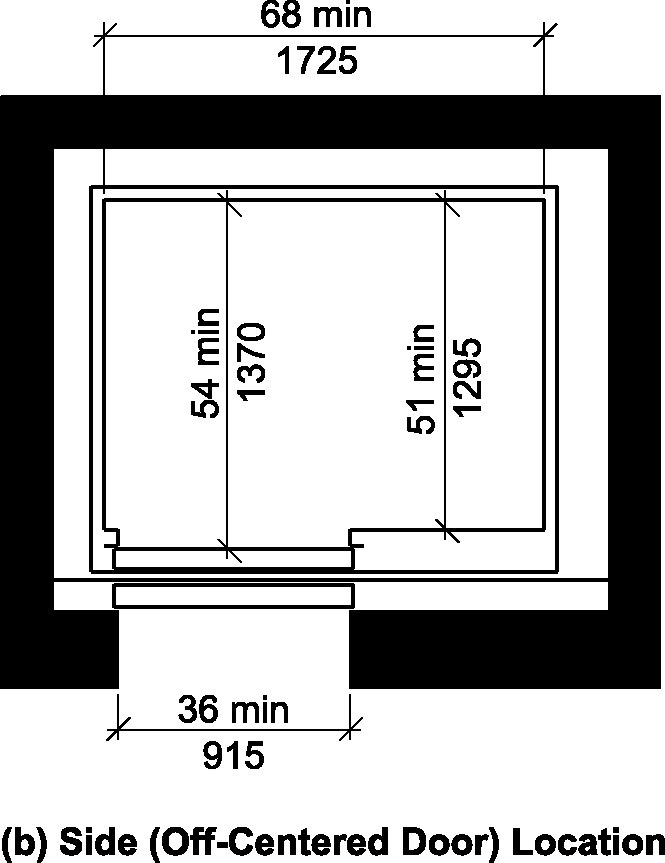 68 min
1725
54 min
1370
51 min
1295
36 min
915
(b) Side (Off-Centered Door) Location